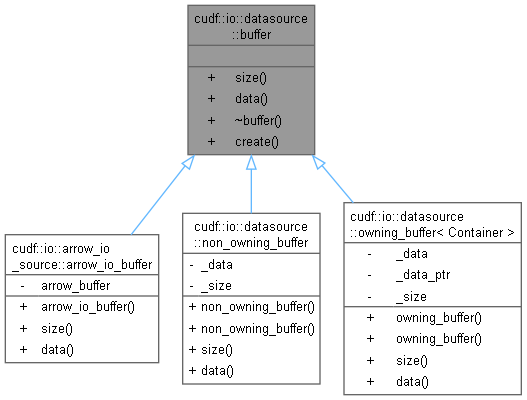 cudf::io::datasource
::buffer
+ size()
+ data()
+ ~buffer()
+ create()
cudf::io::arrow_io
_source::arrow_io_buffer
- arrow_buffer
+ arrow_io_buffer()
+ size()
+ data()
cudf::io::datasource
::non_owning_buffer
- _data
- _size
+ non_owning_buffer()
+ non_owning_buffer()
+ size()
+ data()
cudf::io::datasource
::owning_buffer< Container >
- _data
- _data_ptr
- _size
+ owning_buffer()
+ owning_buffer()
+ size()
+ data()